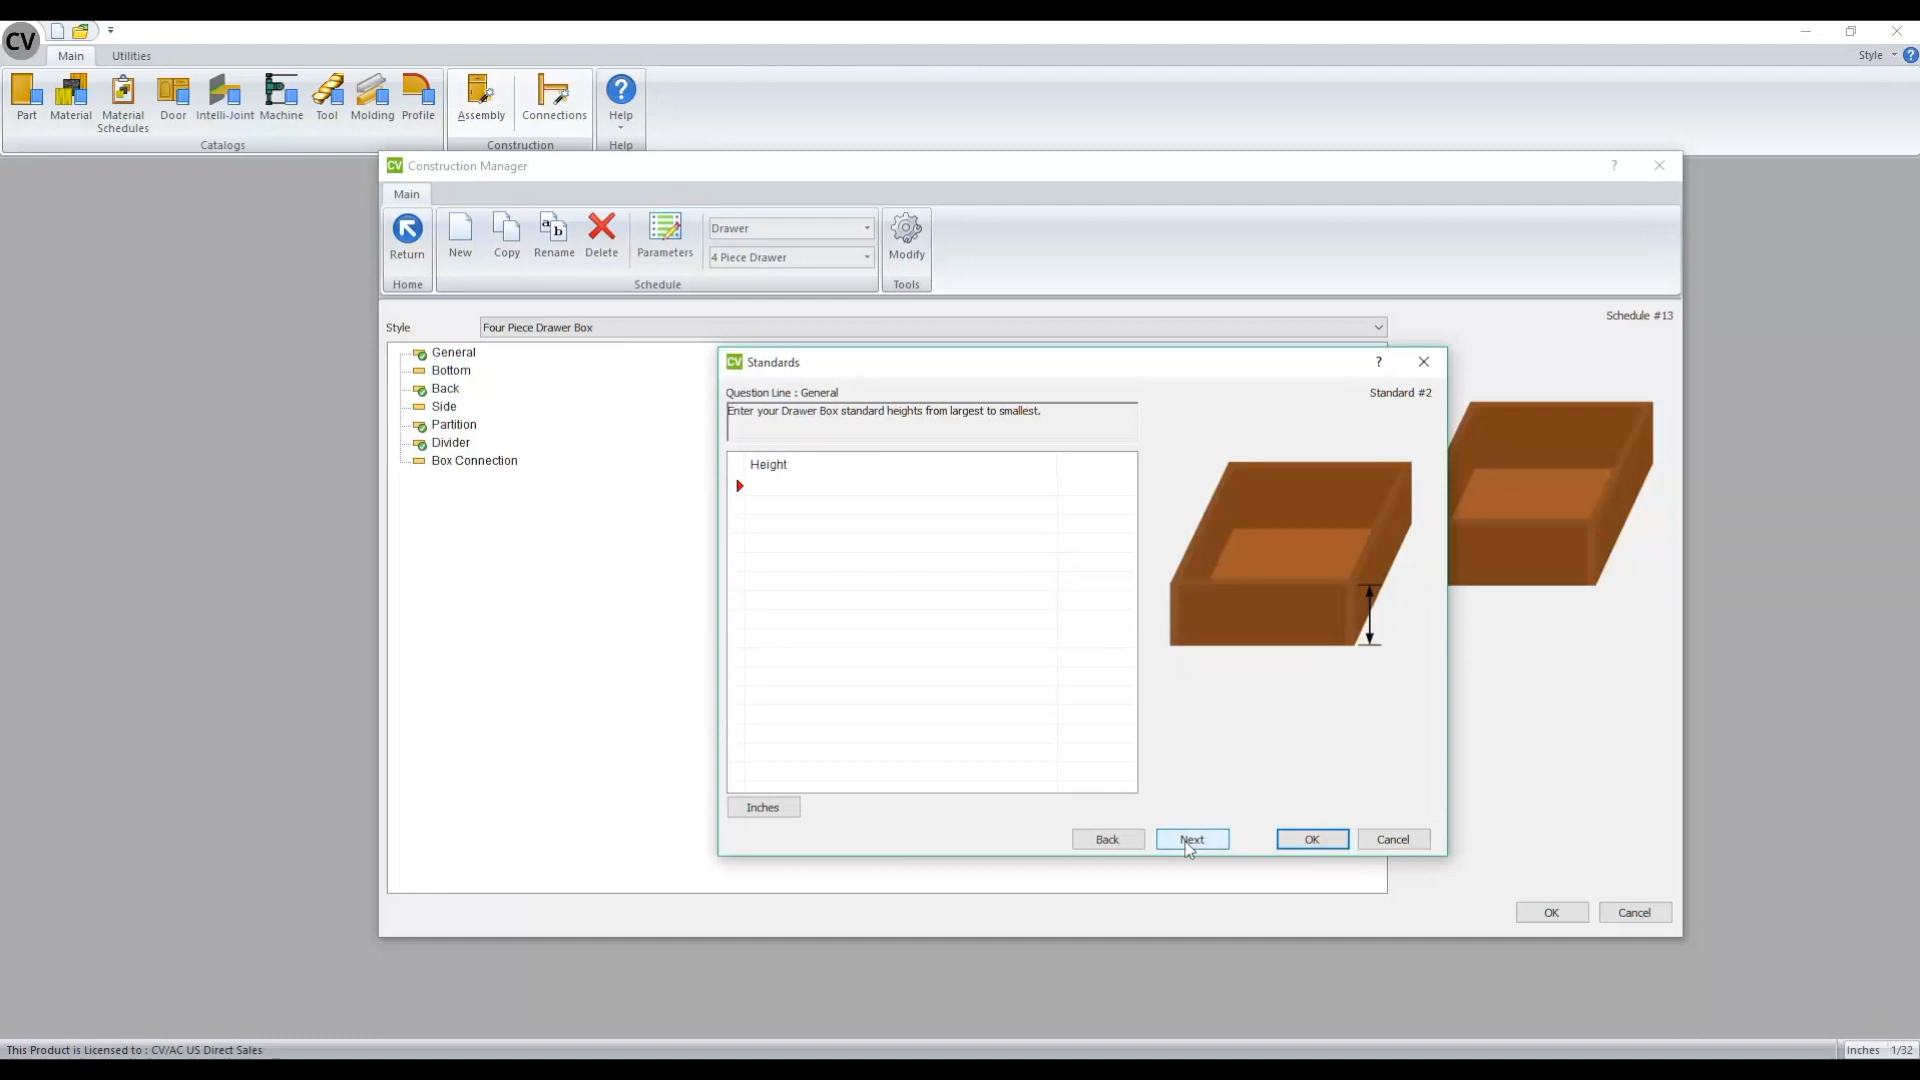 CV
Main
Utilities
Style
?
Part
Material
Material
Schedules
Door
Intelli-Joint
Machine
Tool
Molding
Profile
Assembly
Connections
Help
Catalogs
Construction
Help
CV Construction Manager
?
Main
Return
New
Copy
Rename
Delete
Parameters
Drawer
4 Piece Drawer
Modify
Home
Schedule
Tools
Style
Four Piece Drawer Box
Schedule #13
General
Bottom
Back
Side
Partition
Divider
Box Connection
CV Standards
?
Question Line : General
Standard #2
Enter your Drawer Box standard heights from largest to smallest.
Height
Inches
Back
Next
OK
Cancel
OK
Cancel
This Product is Licensed to : CV/AC US Direct Sales
Inches 1/32